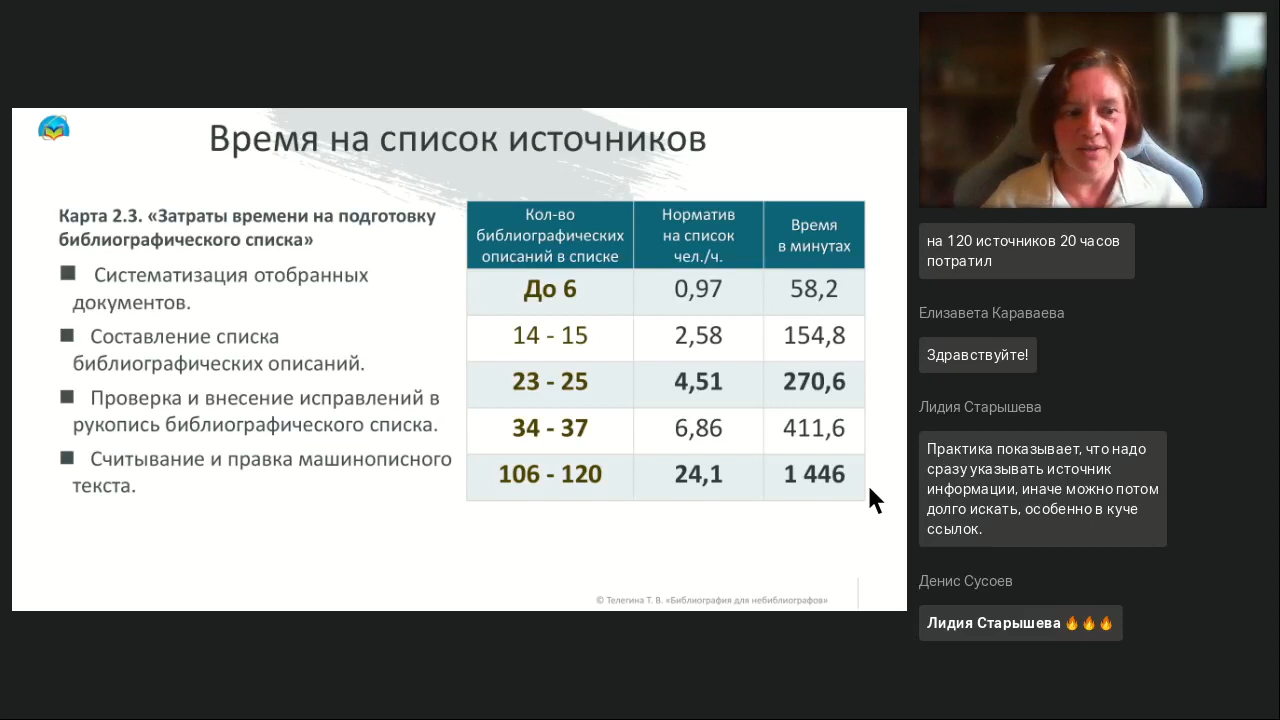 Время на список источников
Карта 2.3. «Затраты времени на подготовку
библиографического списка»
Систематизация отобранных
документов.
Составление списка
библиографических описаний.
Проверка и внесение исправлений в
рукопись библиографического списка.
Считывание и правка машинописного
текста.
Кол-во библиографических описаний в списке | Норматив на список чел./ч. | Время в минутах
До 6 | 0,97 | 58,2
14 - 15 | 2,58 | 154,8
23 - 25 | 4,51 | 270,6
34 - 37 | 6,86 | 411,6
106 - 120 | 24,1 | 1 446
© Телегина Т. В. «Библиография для небиблиографов»
на 120 источников 20 часов
потратил
Елизавета Караваева
Здравствуйте!
Лидия Старышева
Практика показывает, что надо
сразу указывать источник
информации, иначе можно потом
долго искать, особенно в куче
ссылок.
Денис Сусоев
Лидия Старышева 🔥🔥🔥